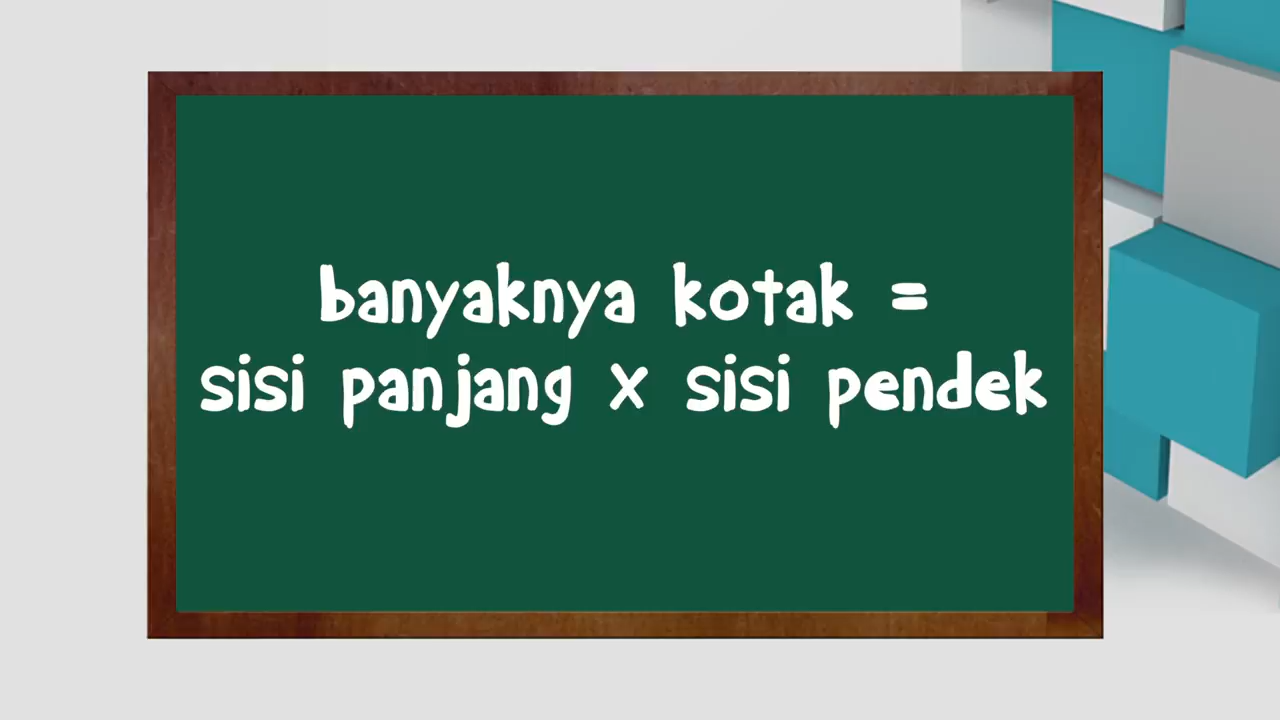 banyaknya kotak =
sisi panjang x sisi pendek